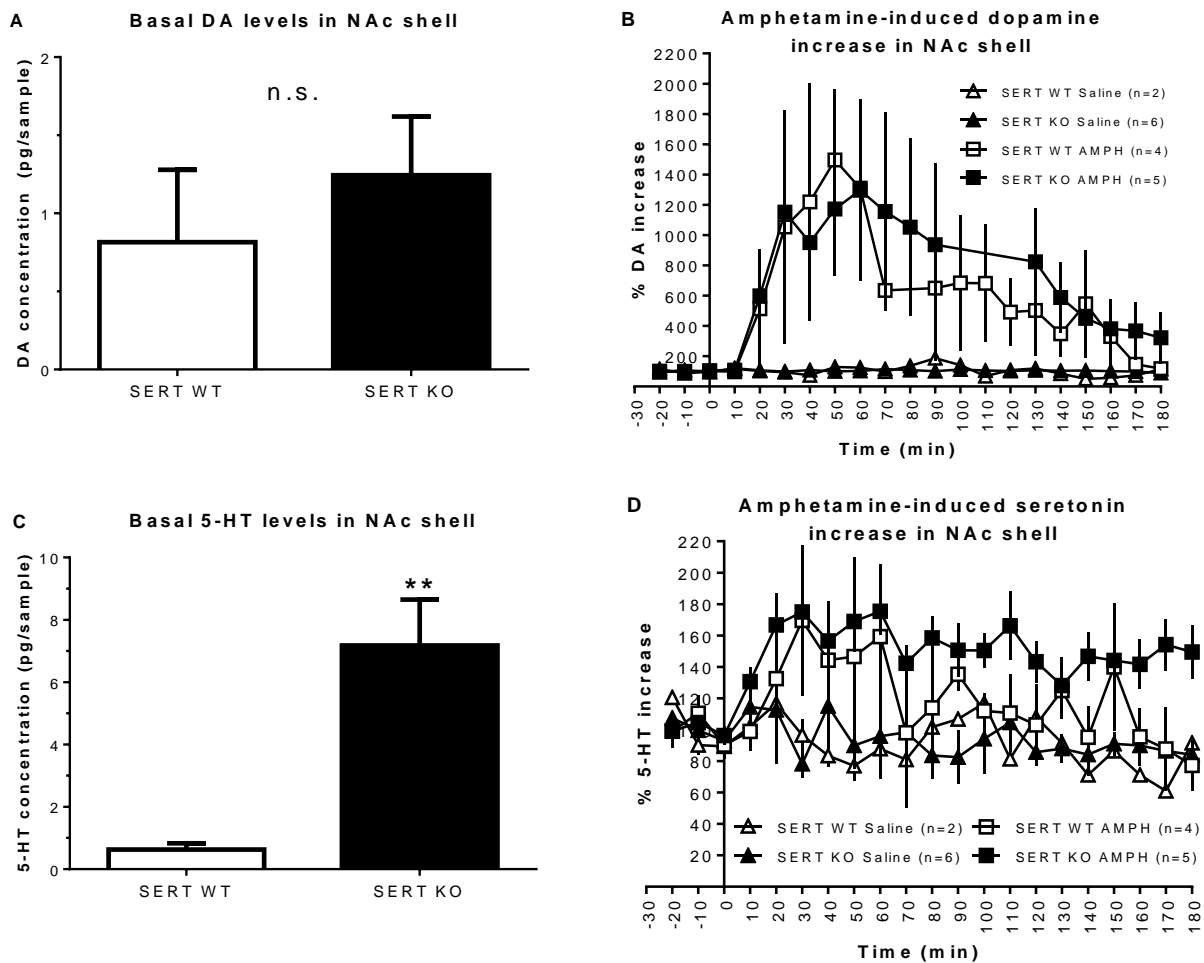 A
Basal DA levels in NAc shell
DA concentration (pg/sample)
2
1
0
n.s.
SERT WT
SERT KO
B
Amphetamine-induced dopamine
increase in NAc shell
% DA increase
2200
2000
1800
1600
1400
1200
1000
800
600
400
200
SERT WT Saline (n=2)
SERT KO Saline (n=6)
SERT WT AMPH (n=4)
SERT KO AMPH (n=5)
-30
-20
-10
0
10
20
30
40
50
60
70
80
90
100
110
120
130
140
150
160
170
180
Time (min)
C
Basal 5-HT levels in NAc shell
5-HT concentration (pg/sample)
10
8
6
4
2
0
**
SERT WT
SERT KO
D
Amphetamine-induced seretonin
increase in NAc shell
% 5-HT increase
220
200
180
160
140
120
100
80
60
40
20
SERT WT Saline (n=2)
SERT WT AMPH (n=4)
SERT KO Saline (n=6)
SERT KO AMPH (n=5)
-30
-20
-10
0
10
20
30
40
50
60
70
80
90
100
110
120
130
140
150
160
170
180
Time (min)